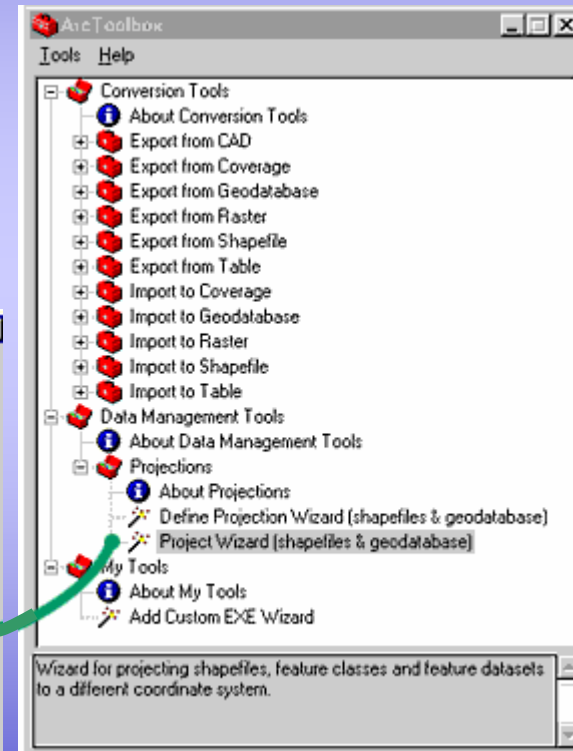 ArcToolbox
Tools Help
Conversion Tools
About Conversion Tools
Export from CAD
Export from Coverage
Export from Geodatabase
Export from Raster
Export from Shapefile
Export from Table
Import to Coverage
Import to Geodatabase
Import to Raster
Import to Shapefile
Import to Table
Data Management Tools
About Data Management Tools
Projections
About Projections
Define Projection Wizard (shapefiles & geodatabase)
Project Wizard (shapefiles & geodatabase)
My Tools
About My Tools
Add Custom EXE Wizard
Wizard for projecting shapefiles, feature classes and feature datasets
to a different coordinate system.